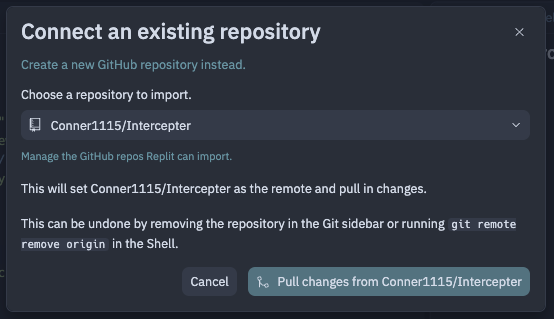 Connect an existing repository
Create a new GitHub repository instead.
Choose a repository to import.
Conner1115/Intercepter
Manage the GitHub repos Replit can import.
This will set Conner1115/Intercepter as the remote and pull in changes.
This can be undone by removing the repository in the Git sidebar or running git remote
remove origin in the Shell.
Cancel
Pull changes from Conner1115/Intercepter